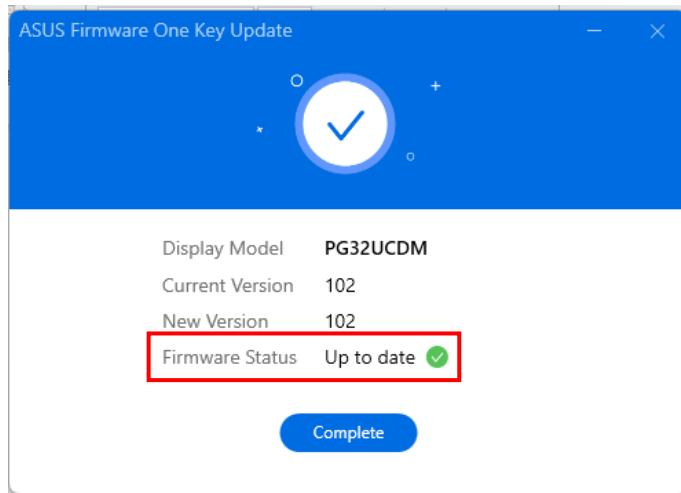 ASUS Firmware One Key Update
Display Model PG32UCDM
Current Version 102
New Version 102
Firmware Status Up to date
Complete